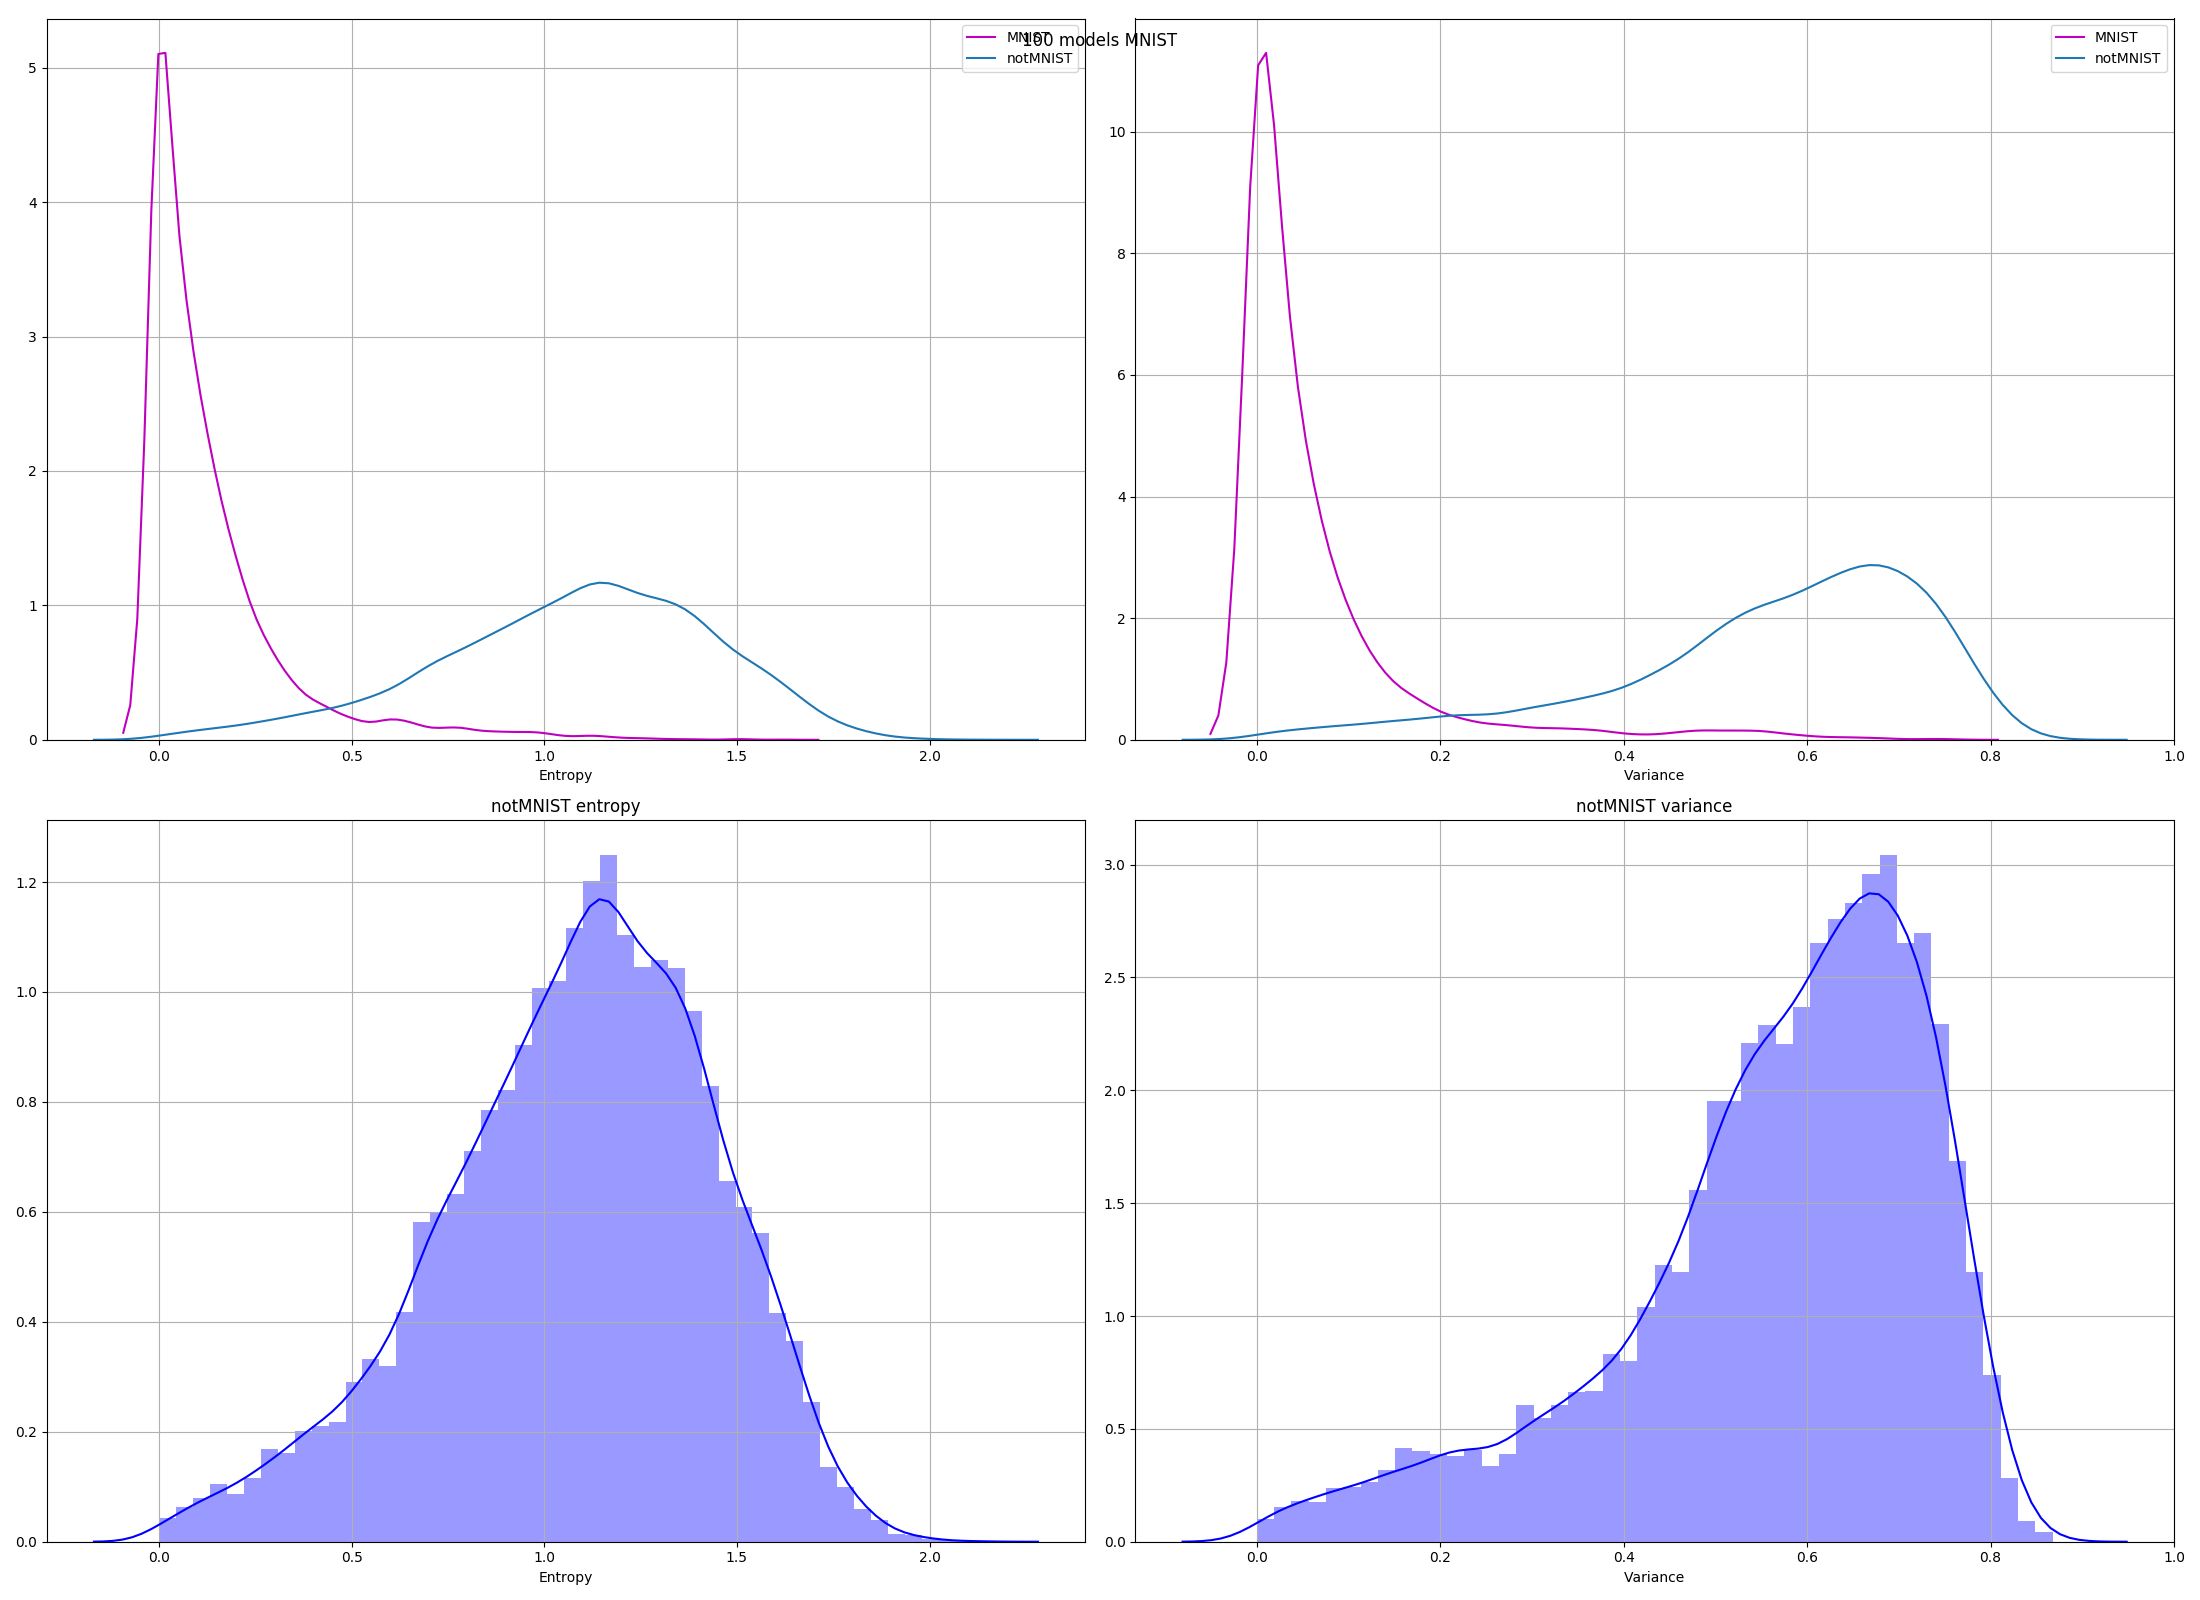 100 models MNIST
MNIST
notMNIST
5
4
3
2
1
0
0.0 0.5 1.0 1.5 2.0
Entropy
MNIST
notMNIST
10
8
6
4
2
0
0.0 0.2 0.4 0.6 0.8 1.0
Variance
notMNIST entropy
1.2
1.0
0.8
0.6
0.4
0.2
0.0
0.0 0.5 1.0 1.5 2.0
Entropy
notMNIST variance
3.0
2.5
2.0
1.5
1.0
0.5
0.0
0.0 0.2 0.4 0.6 0.8 1.0
Variance